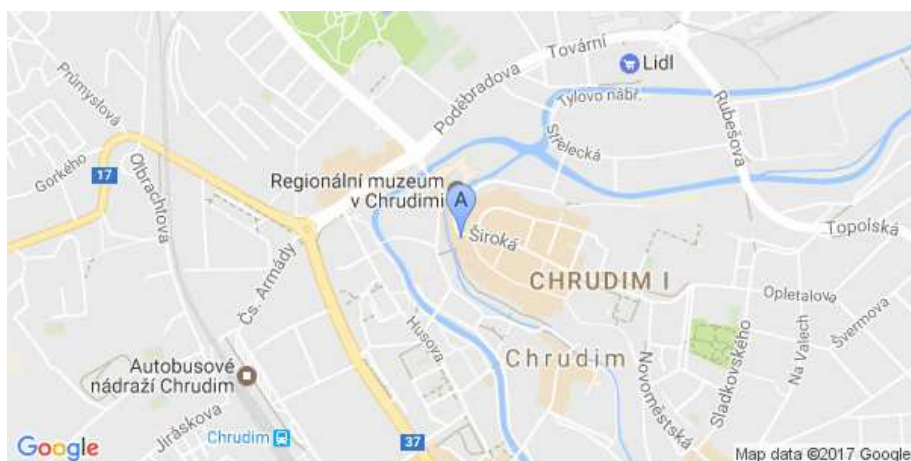 Průmyslová
Gorkého
17
Olbrachtova
Poděbradova
Tovární
Lidl
Tylovo nábř.
Střelecká
Rubešova
Topolská
Regionální muzeum
v Chrudimi
A
Široká
CHRUDIM I
Opletalova
Švermova
Na Valech
Sladkovského
Novoměstská
Chrudim
Čs. Armády
Husova
Autobusové
nádraží Chrudim
Jiráskova
Chrudim
37
Google
Map data ©2017 Google